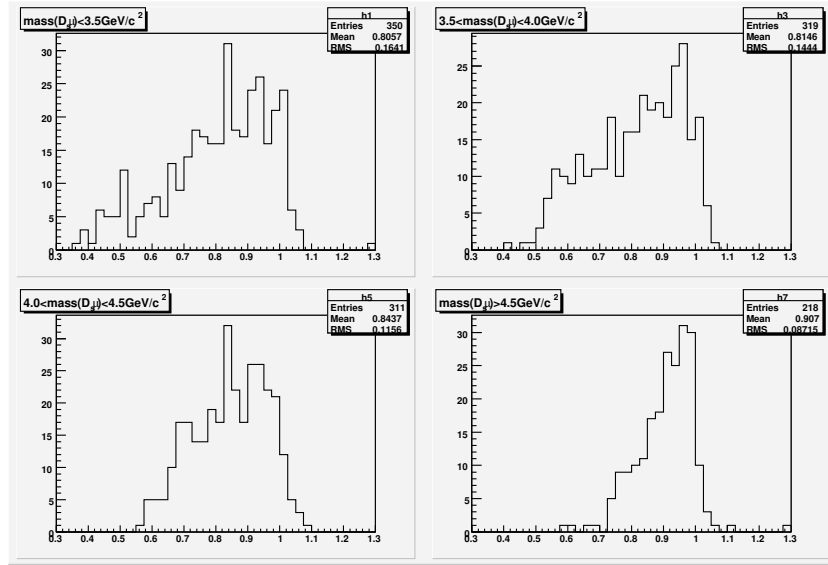 mass(Dₛμ)<3.5GeV/c²
h1
Entries 350
Mean 0.8057
RMS 0.1641
30
25
20
15
10
5
0
0.3 0.4 0.5 0.6 0.7 0.8 0.9 1 1.1 1.2 1.3
3.5<mass(Dₛμ)<4.0GeV/c²
h3
Entries 319
Mean 0.8146
RMS 0.1444
25
20
15
10
5
0
0.3 0.4 0.5 0.6 0.7 0.8 0.9 1 1.1 1.2 1.3
4.0<mass(Dₛμ)<4.5GeV/c²
h5
Entries 311
Mean 0.8437
RMS 0.1156
30
25
20
15
10
5
0
0.3 0.4 0.5 0.6 0.7 0.8 0.9 1 1.1 1.2 1.3
mass(Dₛμ)>4.5GeV/c²
h7
Entries 218
Mean 0.907
RMS 0.08715
30
25
20
15
10
5
0
0.3 0.4 0.5 0.6 0.7 0.8 0.9 1 1.1 1.2 1.3